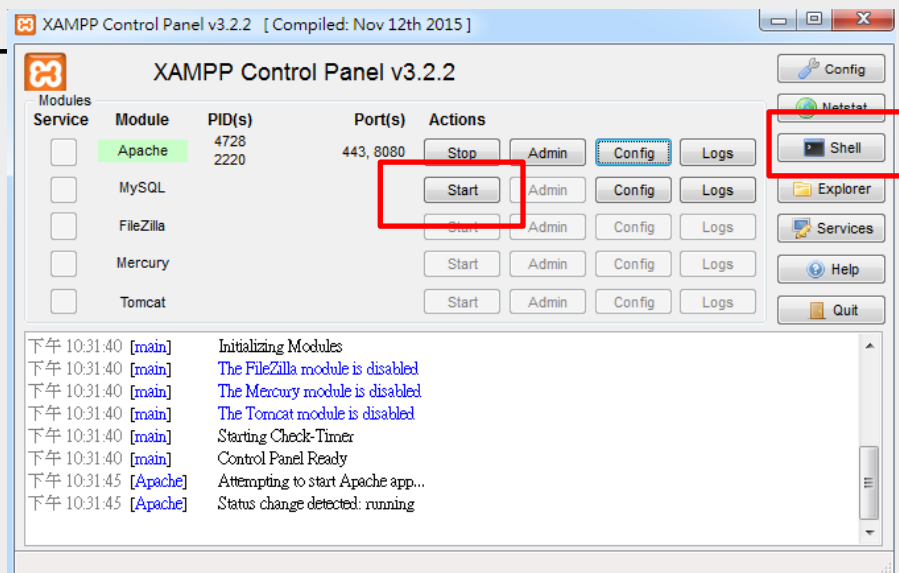 XAMPP Control Panel v3.2.2 [ Compiled: Nov 12th 2015 ]
XAMPP Control Panel v3.2.2
Config
Modules
Service Module PID(s) Port(s) Actions
Netstat
Apache 4728 2220 443, 8080 Stop Admin Config Logs
Shell
MySQL Start Admin Config Logs
Explorer
FileZilla Start Admin Config Logs
Services
Mercury Start Admin Config Logs
Help
Tomcat Start Admin Config Logs
Quit
下午 10:31:40 [main] Initializing Modules
下午 10:31:40 [main] The FileZilla module is disabled
下午 10:31:40 [main] The Mercury module is disabled
下午 10:31:40 [main] The Tomcat module is disabled
下午 10:31:40 [main] Starting Check-Timer
下午 10:31:40 [main] Control Panel Ready
下午 10:31:45 [Apache] Attempting to start Apache app...
下午 10:31:45 [Apache] Status change detected: running